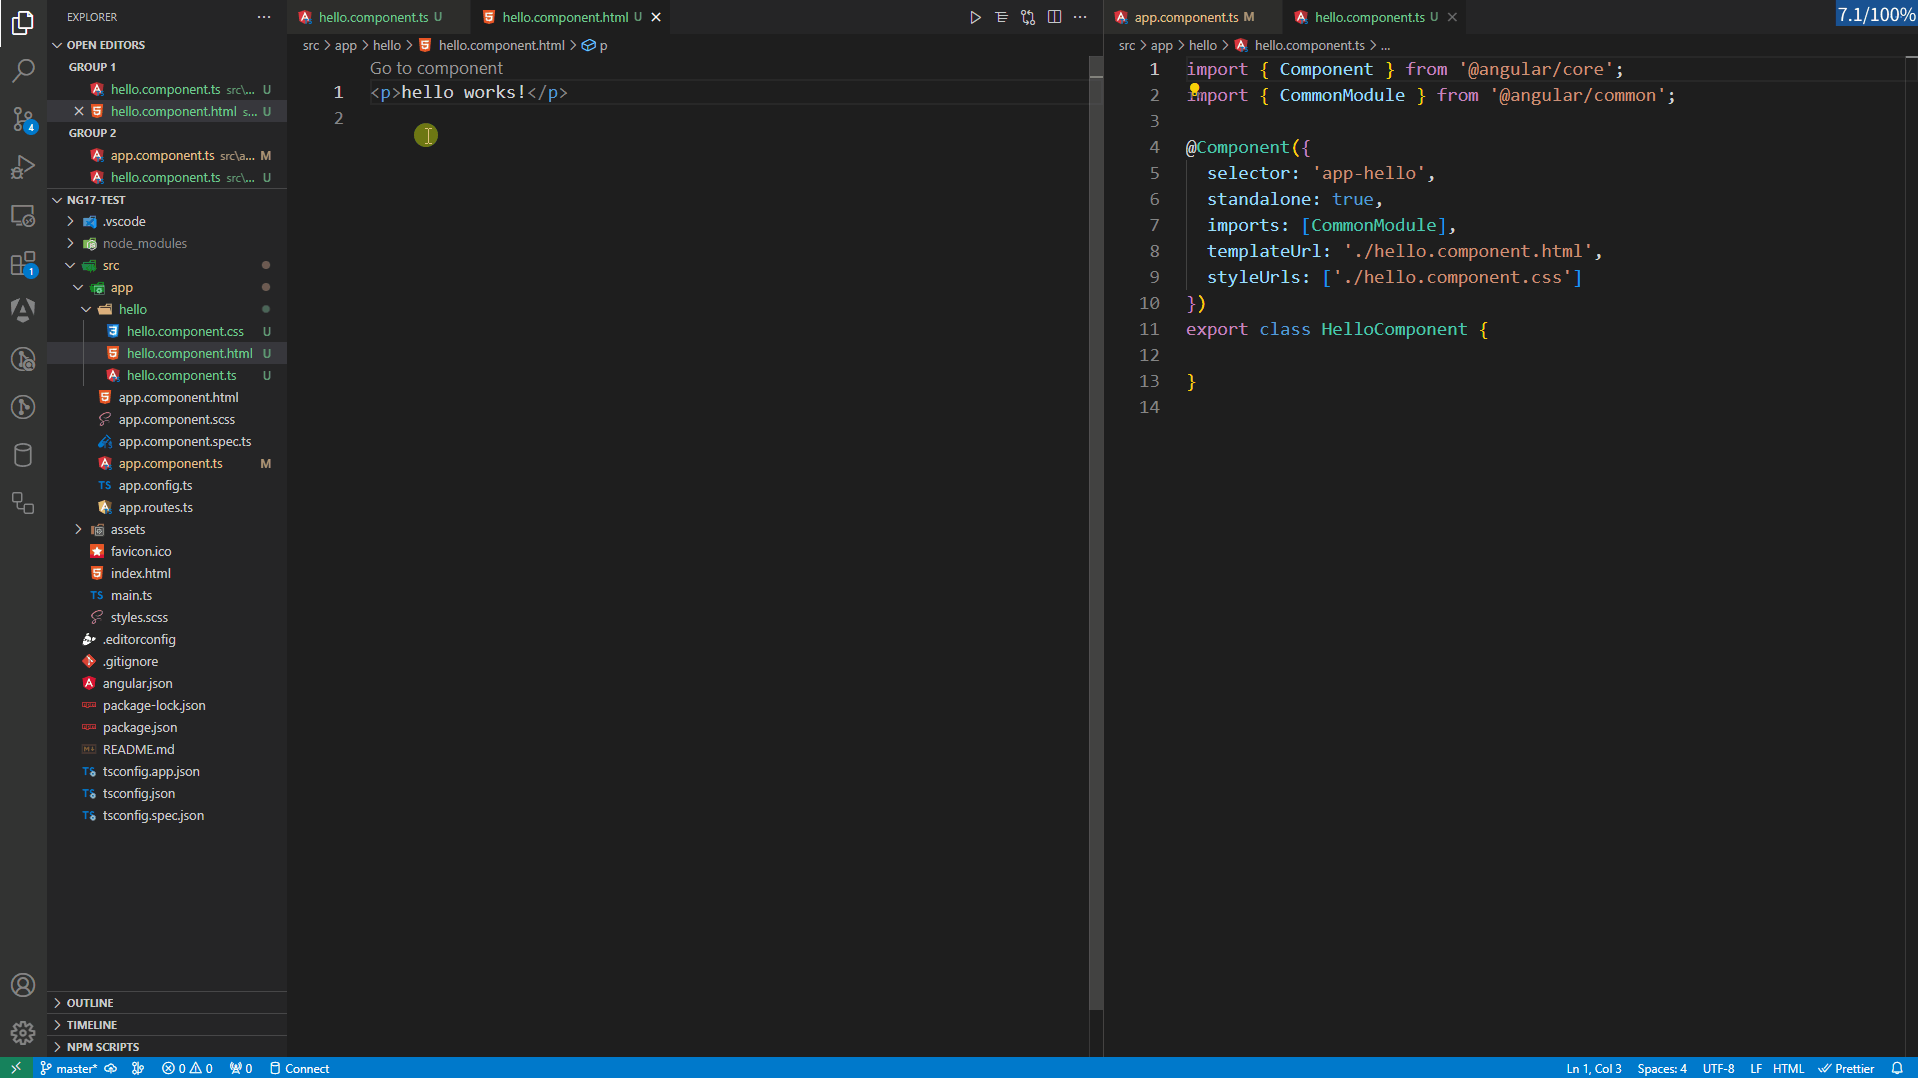 EXPLORER
OPEN EDITORS
GROUP 1
hello.component.ts src\... U
hello.component.html s... U
GROUP 2
app.component.ts src\a... M
hello.component.ts src\... U
NG17-TEST
.vscode
node_modules
src
app
hello
hello.component.css U
hello.component.html U
hello.component.ts U
app.component.html
app.component.scss
app.component.spec.ts
app.component.ts M
app.config.ts
app.routes.ts
assets
favicon.ico
index.html
main.ts
styles.scss
.editorconfig
.gitignore
angular.json
package-lock.json
package.json
README.md
tsconfig.app.json
tsconfig.json
tsconfig.spec.json
OUTLINE
TIMELINE
NPM SCRIPTS
4
1
hello.component.ts U
hello.component.html U
src > app > hello > hello.component.html > p
Go to component
1 <p>hello works!</p>
2
app.component.ts M
hello.component.ts U
7.1/100%
src > app > hello > hello.component.ts > ...
1 import { Component } from '@angular/core';
2 import { CommonModule } from '@angular/common';
3
4 @Component({
5 selector: 'app-hello',
6 standalone: true,
7 imports: [CommonModule],
8 templateUrl: './hello.component.html',
9 styleUrls: ['./hello.component.css']
10 })
11 export class HelloComponent {
12
13 }
14
master* 0 0 0 Connect
Ln 1, Col 3 Spaces: 4 UTF-8 LF HTML Prettier